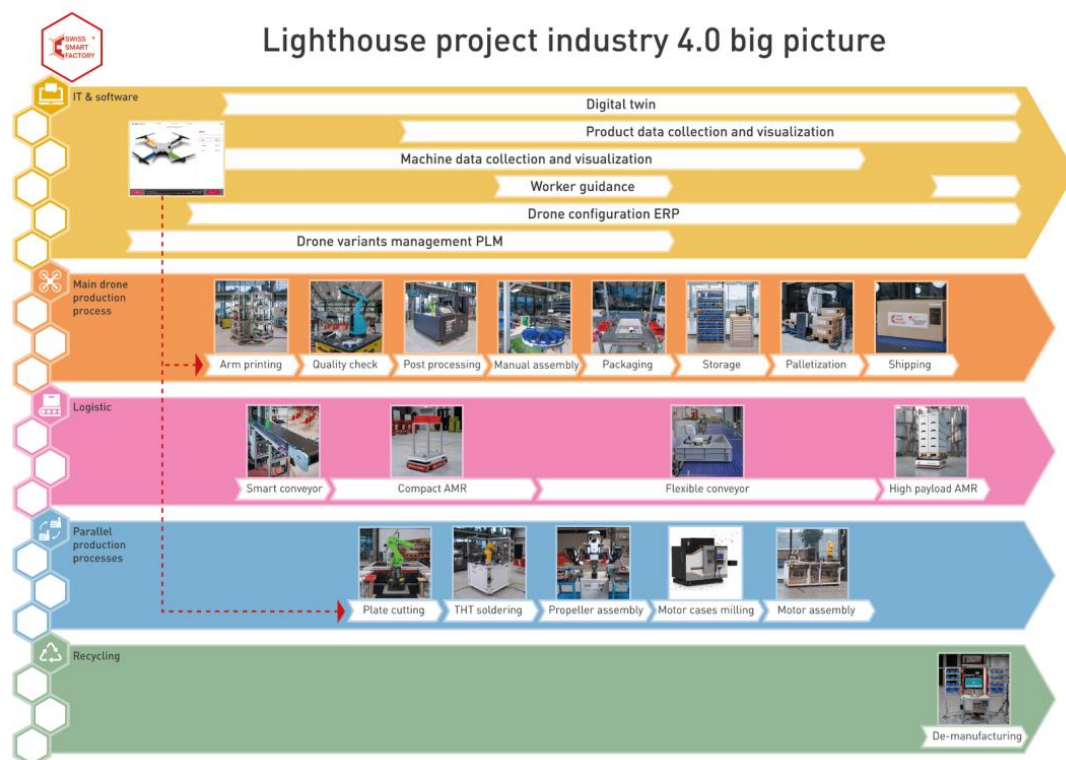 SWISS
SMART
FACTORY
Lighthouse project industry 4.0 big picture
IT & software
Digital twin
Product data collection and visualization
Machine data collection and visualization
Worker guidance
Drone configuration ERP
Drone variants management PLM
Main drone
production
process
Arm printing
Quality check
Post processing
Manual assembly
Packaging
Storage
Palletization
Shipping
Logistic
Smart conveyor
Compact AMR
Flexible conveyor
High payload AMR
Parallel
production
processes
Plate cutting
THT soldering
Propeller assembly
Motor cases milling
Motor assembly
Recycling
De-manufacturing